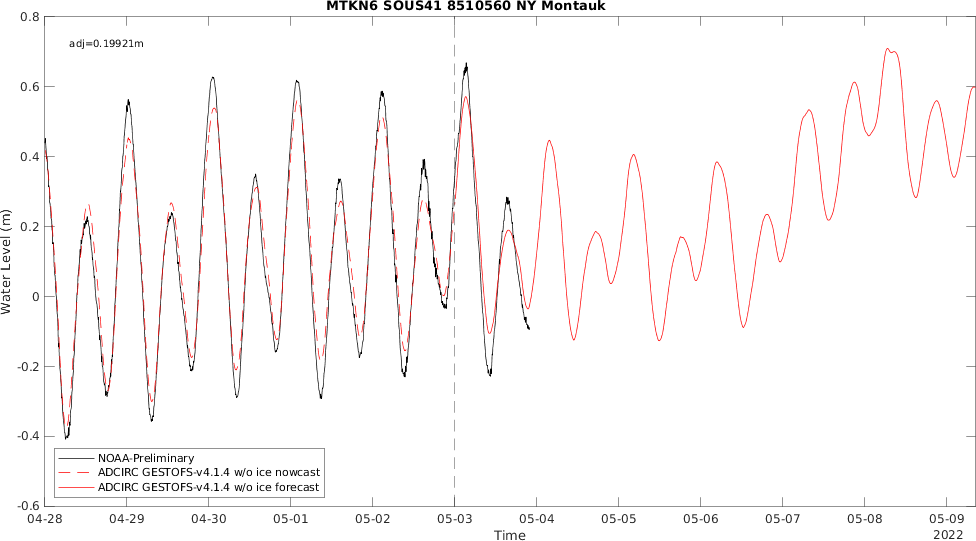 MTKN6 SOUS41 8510560 NY Montauk
adj=0.19921m
Water Level (m)
0.8
0.6
0.4
0.2
0
-0.2
-0.4
-0.6
NOAA-Preliminary
ADCIRC GESTOFS-v4.1.4 w/o ice nowcast
ADCIRC GESTOFS-v4.1.4 w/o ice forecast
04-28 04-29 04-30 05-01 05-02 05-03 05-04 05-05 05-06 05-07 05-08 05-09
2022
Time